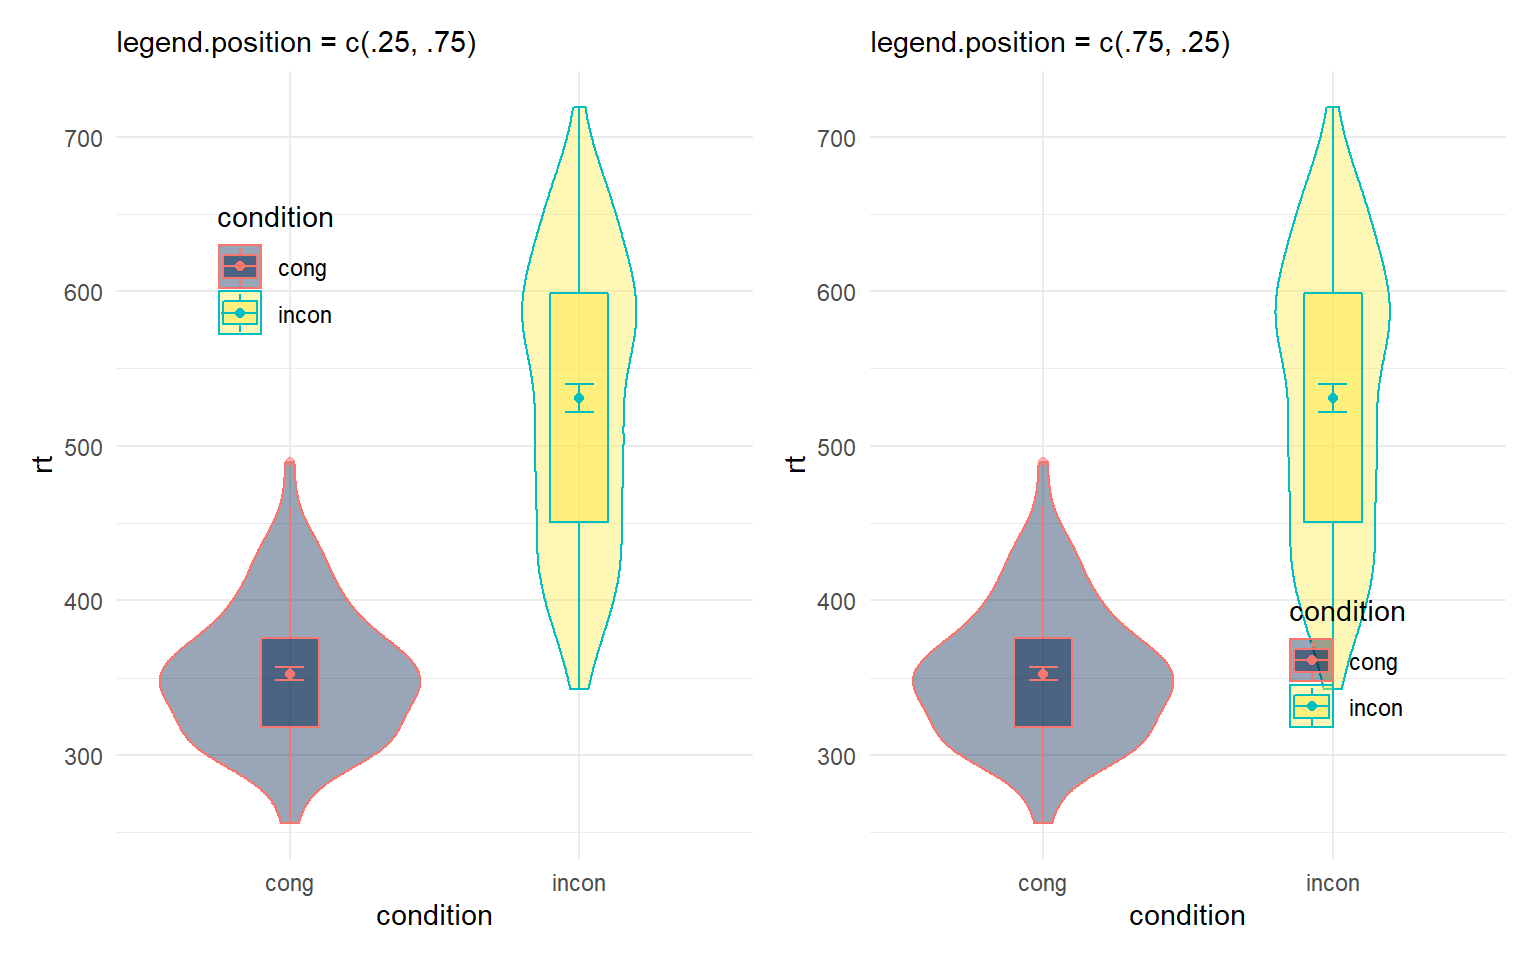 legend.position = c(.25, .75)
700
600
500
400
300
rt
condition
cong
incon
cong
incon
condition
legend.position = c(.75, .25)
700
600
500
400
300
rt
condition
cong
incon
cong
incon
condition